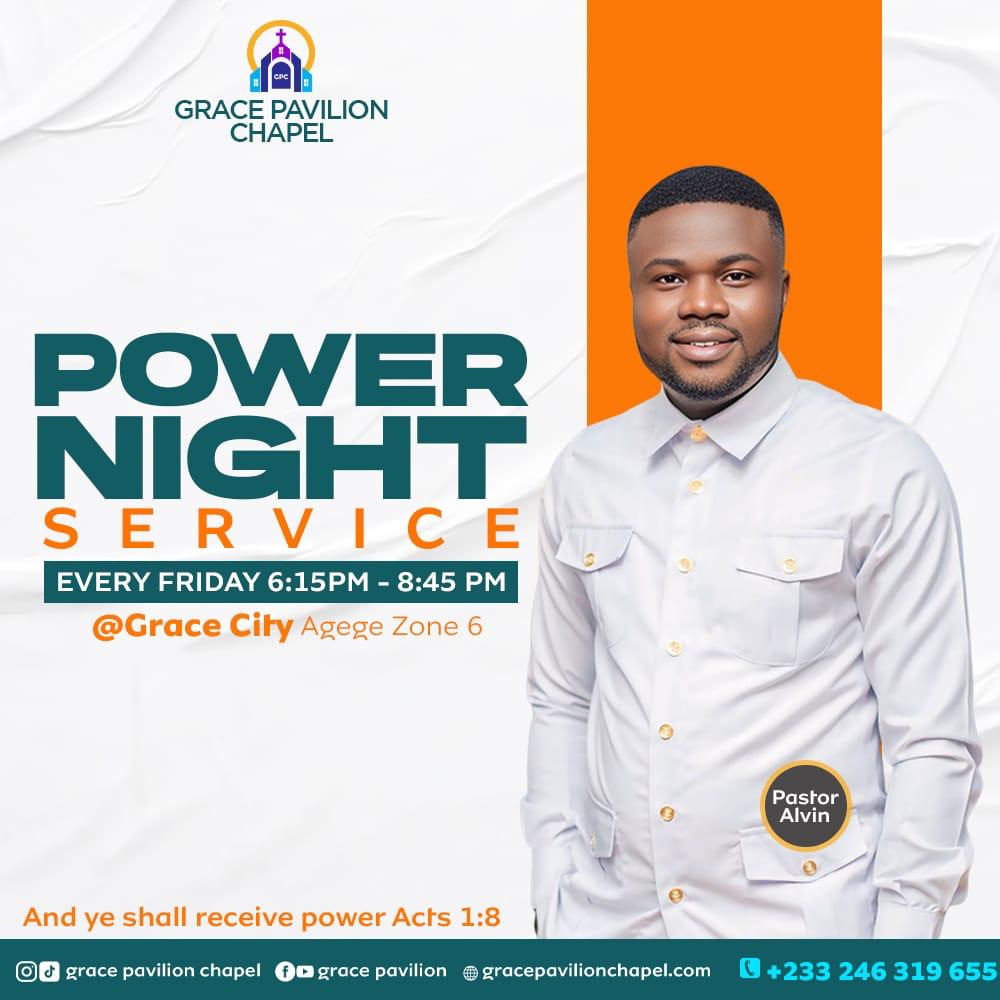 GPC
GRACE PAVILION
CHAPEL
POWER
NIGHT
SERVICE
EVERY FRIDAY 6:15PM - 8:45 PM
@Grace City Agege Zone 6
Pastor
Alvin
And ye shall receive power Acts 1:8
grace pavilion chapel grace pavilion gracepavilionchapel.com +233 246 319 655